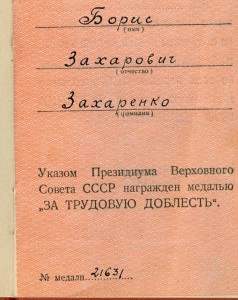 Борис
(имя)
Захарович
(отчество)
Захаренко
(фамилия)
Указом Президиума Верховного
Совета СССР награжден медалью
„ЗА ТРУДОВУЮ ДОБЛЕСТЬ“.
№ медали 21631